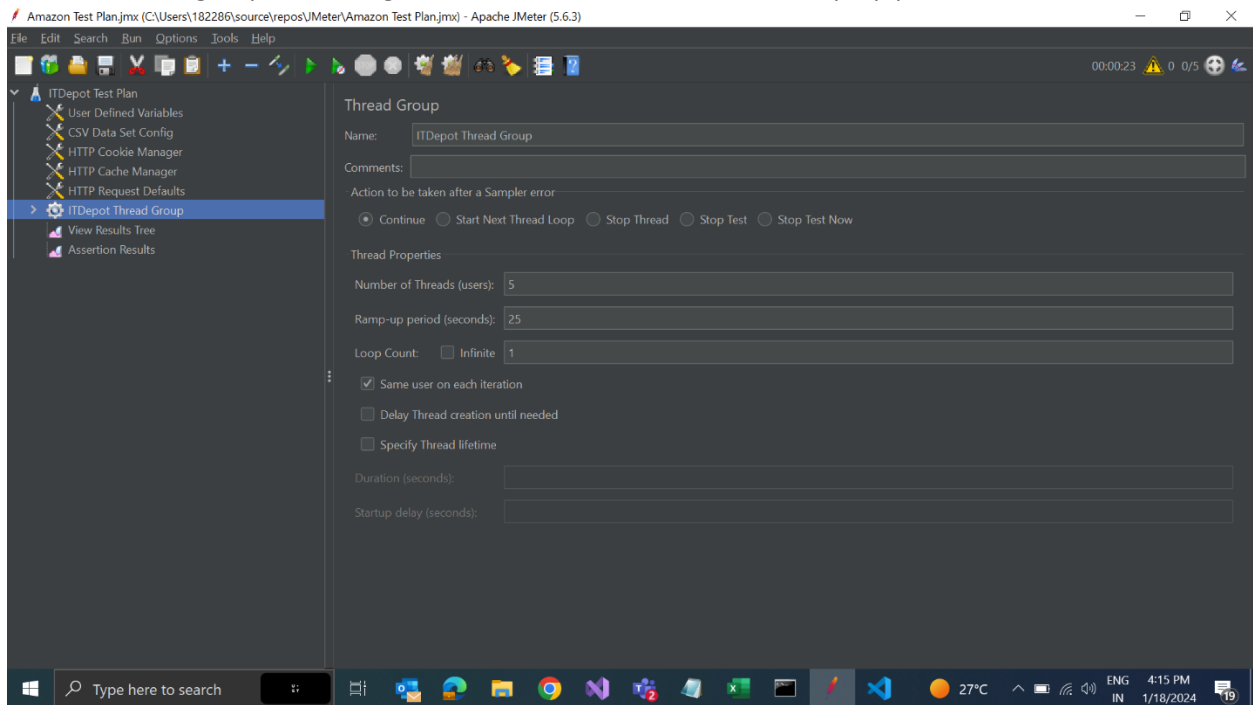 Amazon Test Plan.jmx (C:\Users\182286\source\repos\JMeter\Amazon Test Plan.jmx) - Apache JMeter (5.6.3)
File Edit Search Run Options Tools Help
00:00:23 0 0/5
ITDepot Test Plan
User Defined Variables
CSV Data Set Config
HTTP Cookie Manager
HTTP Cache Manager
HTTP Request Defaults
ITDepot Thread Group
View Results Tree
Assertion Results
Thread Group
Name: ITDepot Thread Group
Comments:
Action to be taken after a Sampler error
Continue Start Next Thread Loop Stop Thread Stop Test Stop Test Now
Thread Properties
Number of Threads (users): 5
Ramp-up period (seconds): 25
Loop Count: Infinite 1
Same user on each iteration
Delay Thread creation until needed
Specify Thread lifetime
Duration (seconds):
Startup delay (seconds):
Type here to search
27°C
ENG
IN
4:15 PM
1/18/2024
19